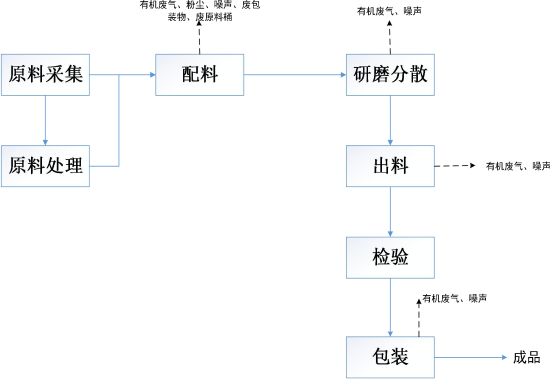 有机废气、粉尘、噪声、废包
装物、废原料桶
有机废气、噪声
原料采集
配料
研磨分散
原料处理
出料
有机废气、噪声
检验
有机废气、噪声
包装
成品